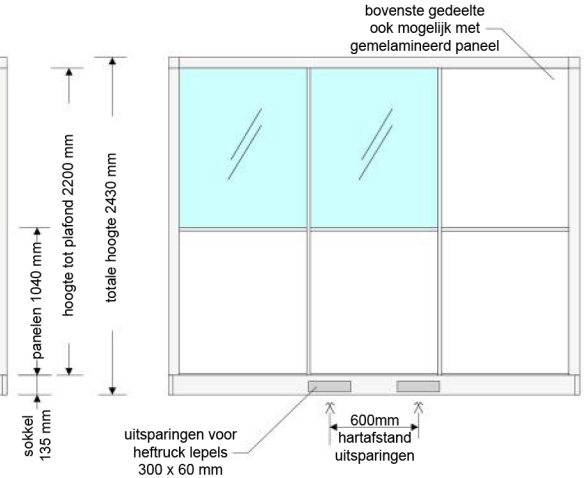 bovenste gedeelte
ook mogelijk met
gemelamineerd paneel
hoogte tot plafond 2200 mm
totale hoogte 2430 mm
panelen 1040 mm
sokkel
135 mm
uitsparingen voor
heftruck lepels
300 x 60 mm
600mm
hartafstand
uitsparingen